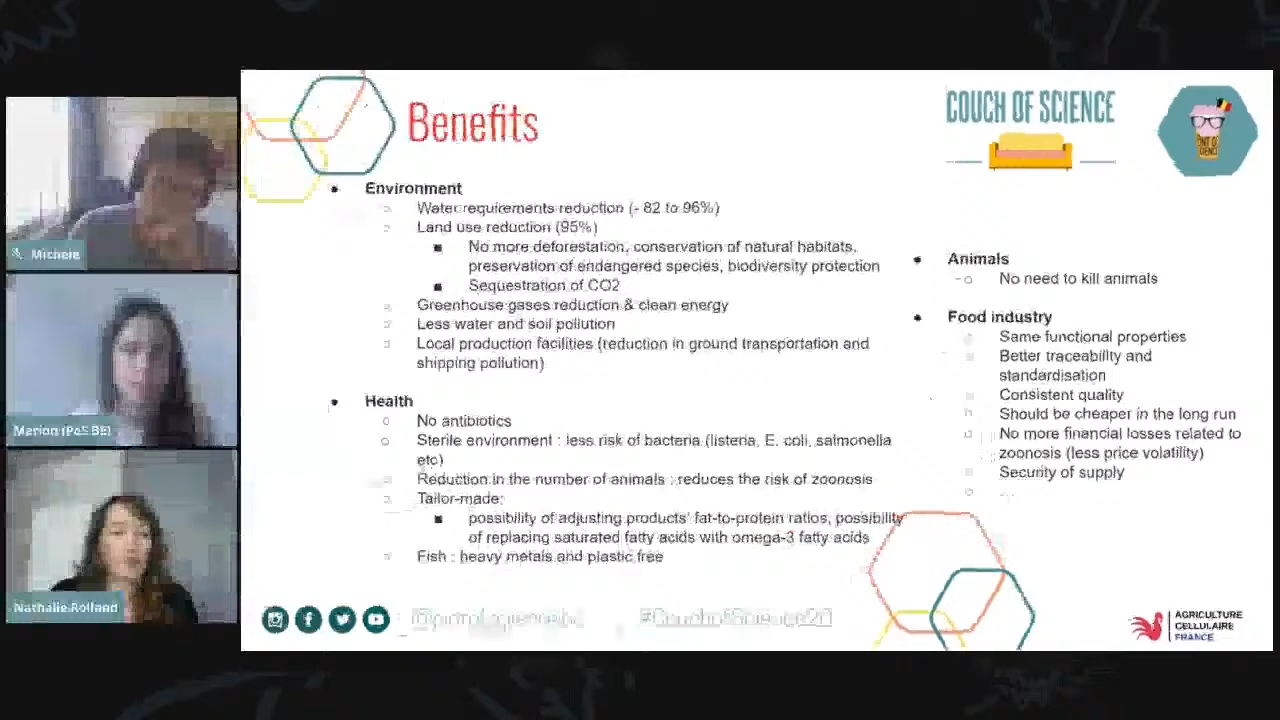 Benefits
COUCH OF SCIENCE
Environment
Water requirements reduction (- 82 to 96%)
Land use reduction (95%)
No more deforestation, conservation of natural habitats,
preservation of endangered species, biodiversity protection
Sequestration of CO2
Greenhouse gases reduction & clean energy
Less water and soil pollution
Local production facilities (reduction in ground transportation and
shipping pollution)
Health
No antibiotics
Sterile environment : less risk of bacteria (listeria, E. coli, salmonella
etc)
Reduction in the number of animals : reduces the risk of zoonosis
Tailor-made:
possibility of adjusting products' fat-to-protein ratios, possibility
of replacing saturated fatty acids with omega-3 fatty acids
Fish : heavy metals and plastic free
Animals
No need to kill animals
Food industry
Same functional properties
Better traceability and
standardisation
Consistent quality
Should be cheaper in the long run
No more financial losses related to
zoonosis (less price volatility)
Security of supply
...
Michele
Marion (PoS BE)
Nathalie Rolland
#CouchofScience20
AGRICULTURE
CELLULAIRE
FRANCE